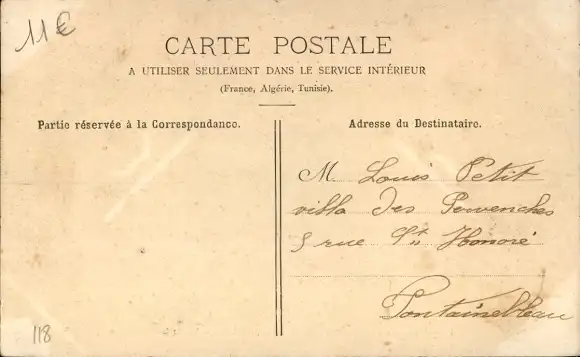 11€
CARTE POSTALE
A UTILISER SEULEMENT DANS LE SERVICE INTÉRIEUR
(France, Algérie, Tunisie).
Partie réservée à la Correspondance.
Adresse du Destinataire.
M Louis Petit
villa des Pervenches
5 rue St Honoré
Fontainebleau
118